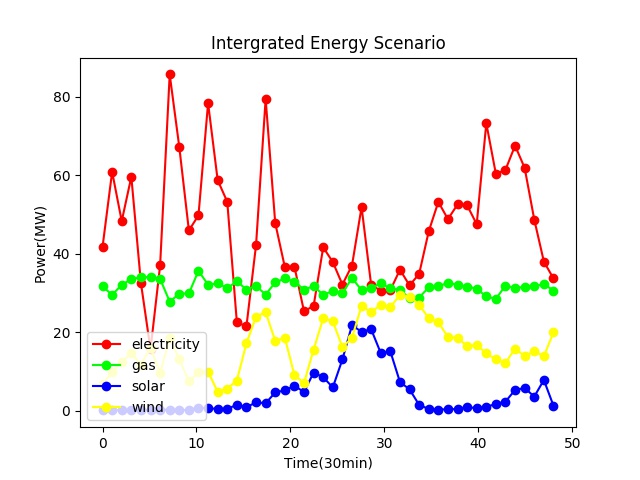 Intergrated Energy Scenario
Power(MW)
80
60
40
20
0
electricity
gas
solar
wind
0 10 20 30 40 50
Time(30min)